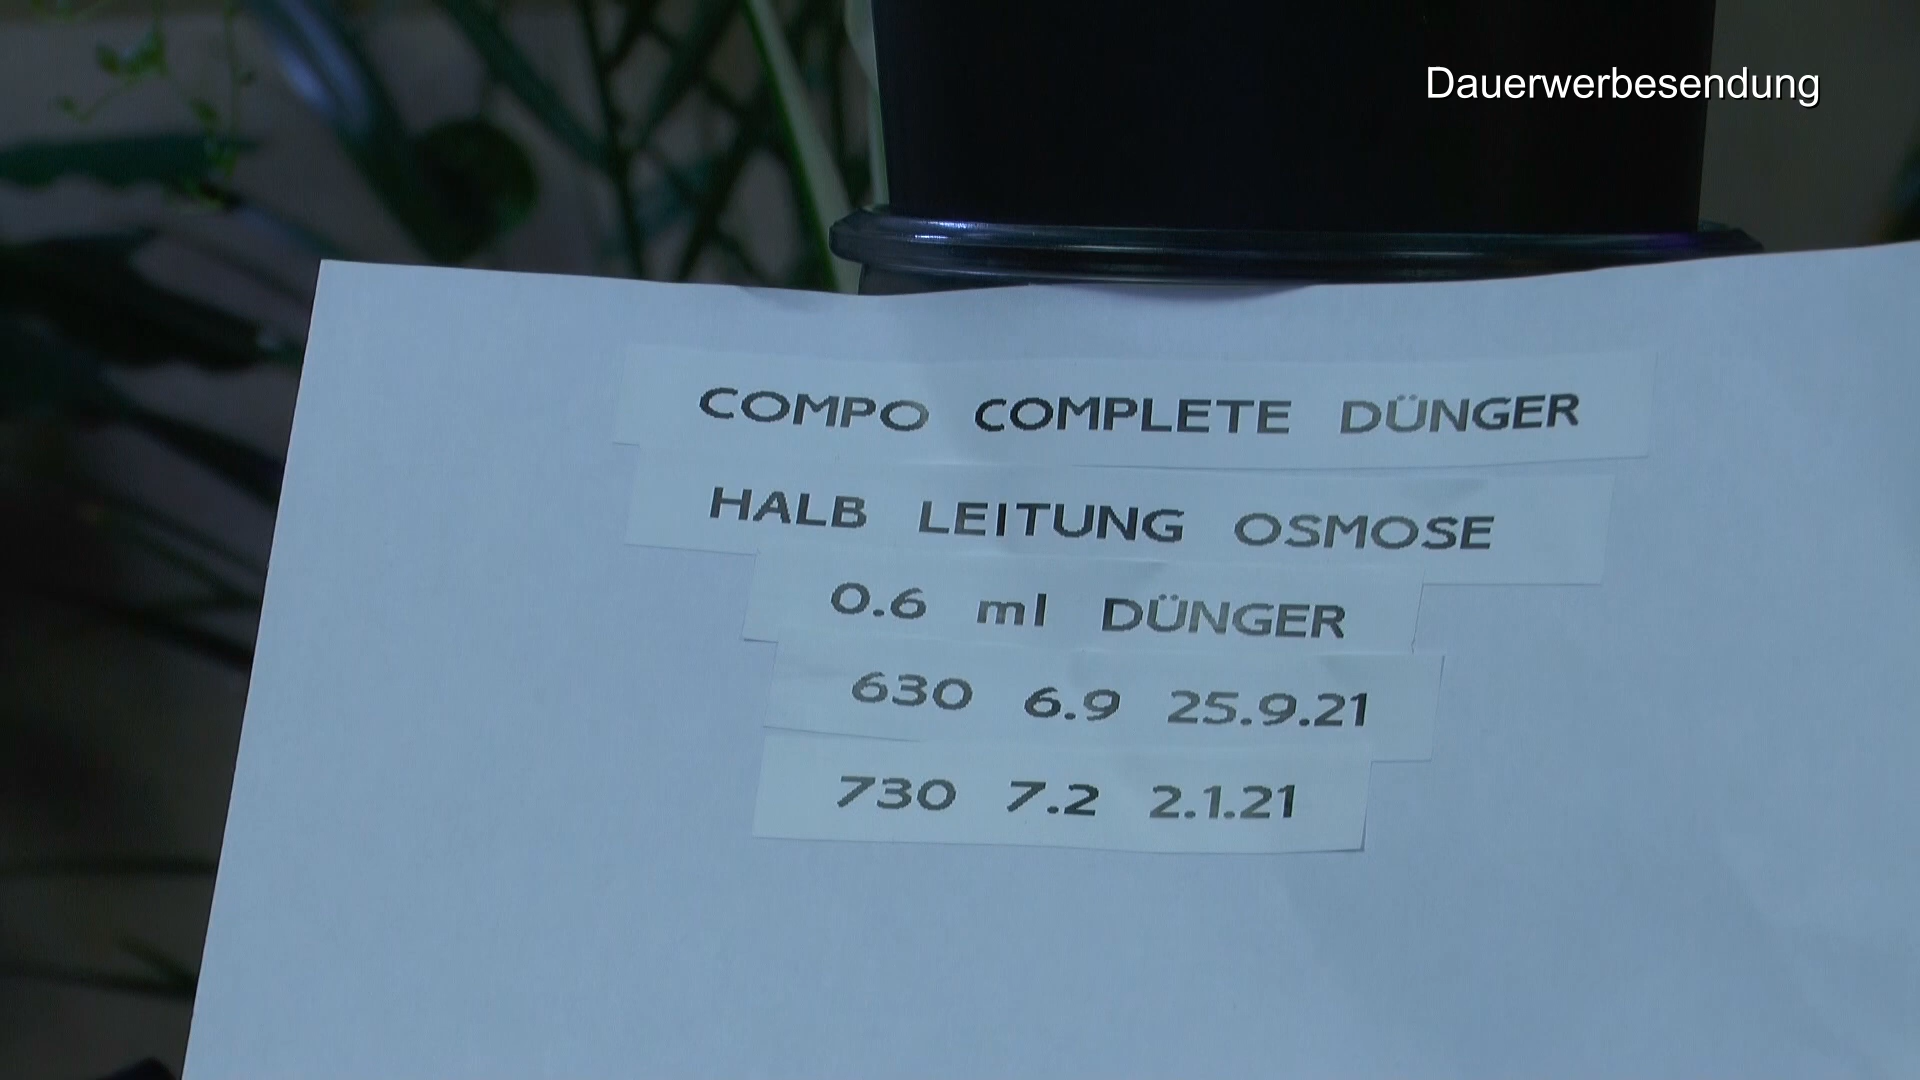 Dauerwerbesendung
COMPO COMPLETE DÜNGER
HALB LEITUNG OSMOSE
0.6 ml DÜNGER
630 6.9 25.9.21
730 7.2 2.1.21